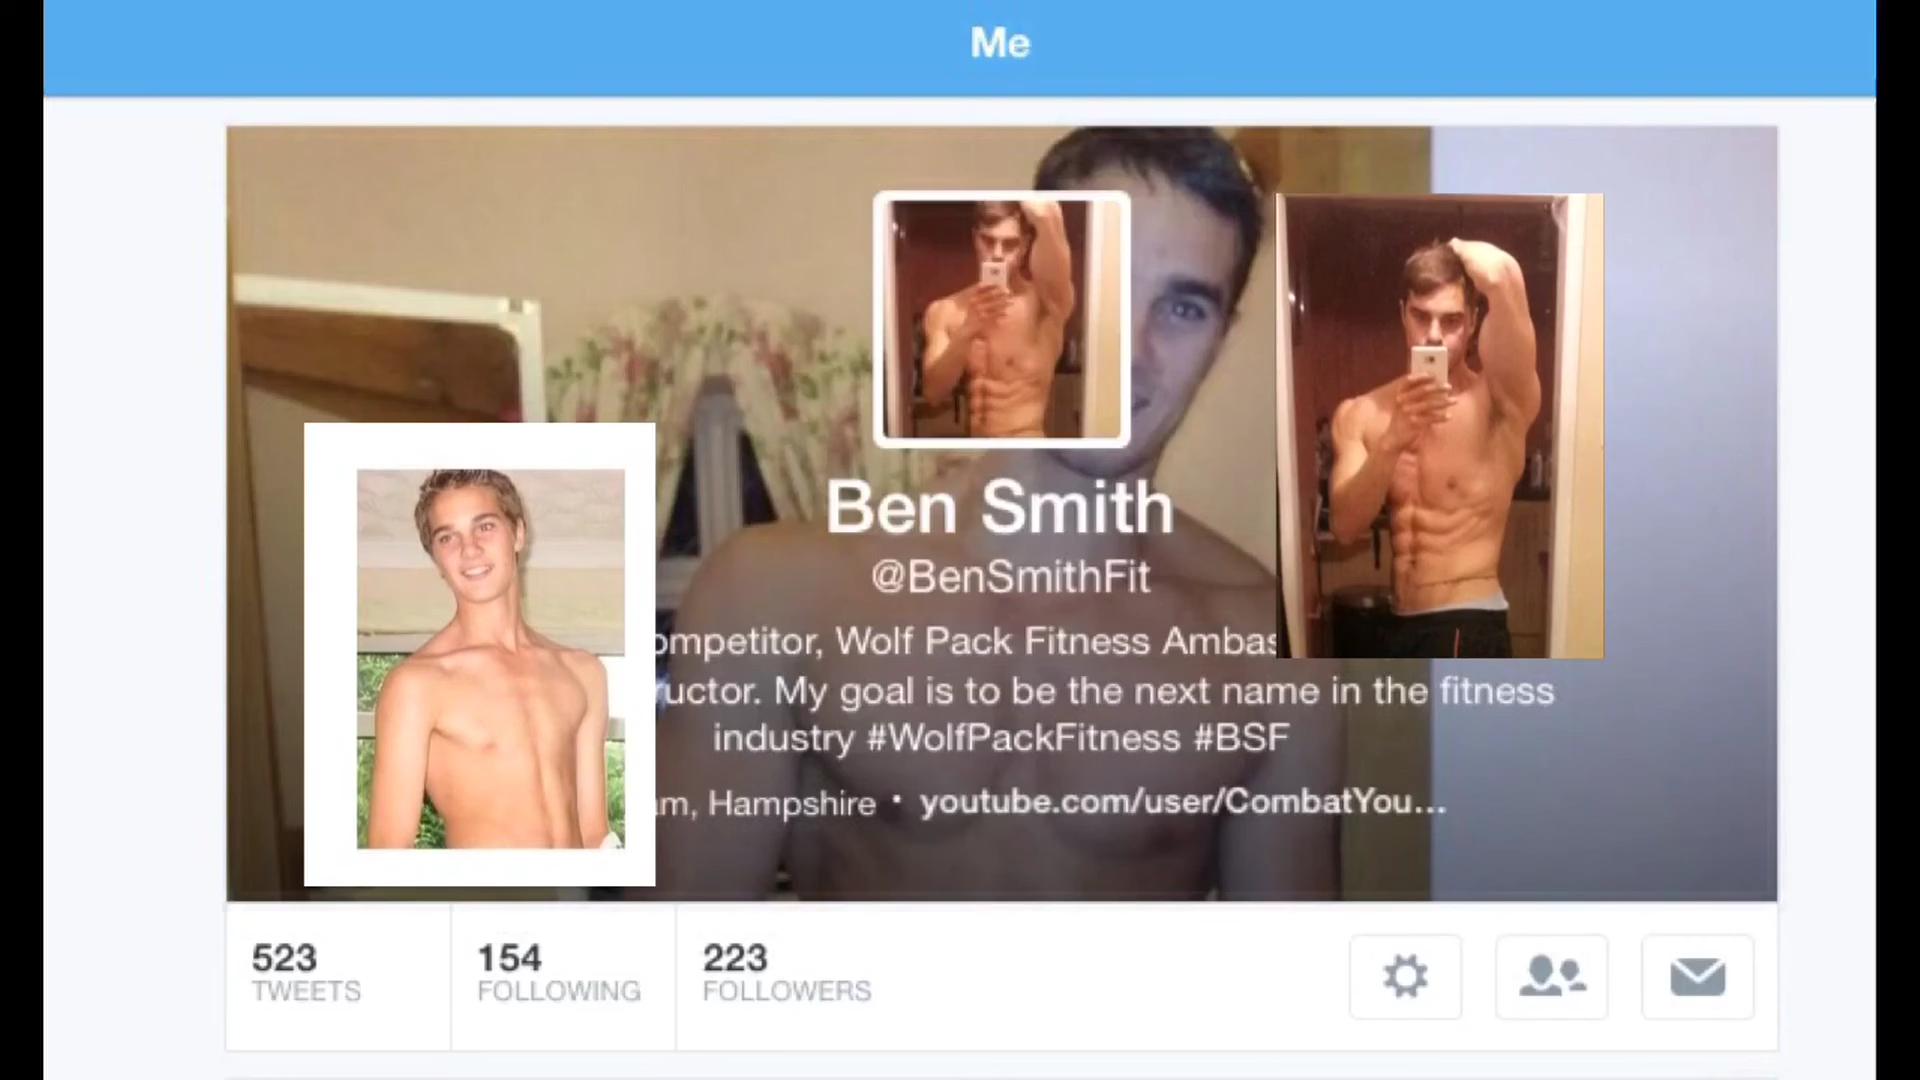 Me
Ben Smith
@BenSmithFit
ompetitor, Wolf Pack Fitness Ambas
ructor. My goal is to be the next name in the fitness
industry #WolfPackFitness #BSF
m, Hampshire • youtube.com/user/CombatYou...
523
TWEETS
154
FOLLOWING
223
FOLLOWERS